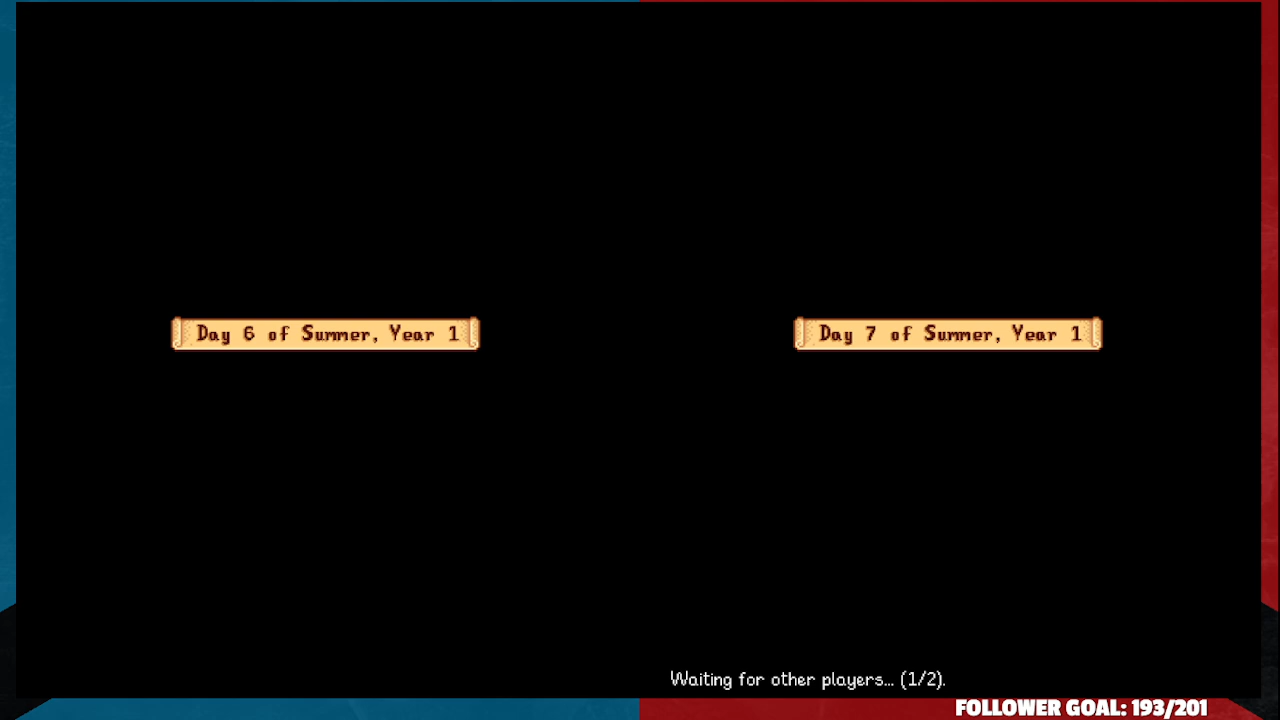 Day 6 of Summer, Year 1
Day 7 of Summer, Year 1
Waiting for other players... (1/2).
FOLLOWER GOAL: 193/201